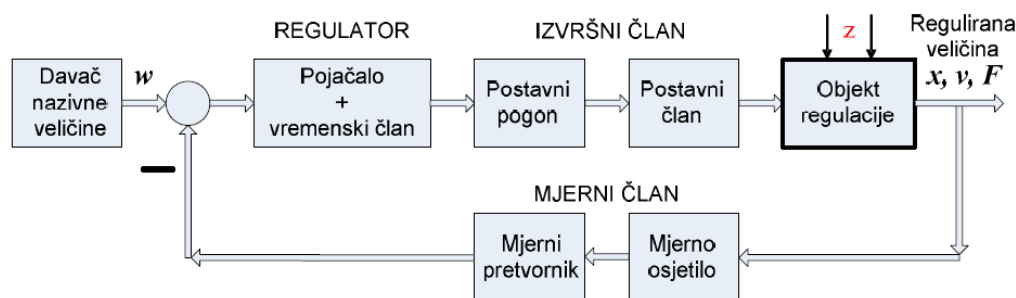 REGULATOR
IZVRŠNI ČLAN
z
Regulirana
veličina
x, v, F
Davač
nazivne
veličine
w
Pojačalo
+
vremenski član
Postavni
pogon
Postavni
član
Objekt
regulacije
−
MJERNI ČLAN
Mjerni
pretvornik
Mjerno
osjetilo